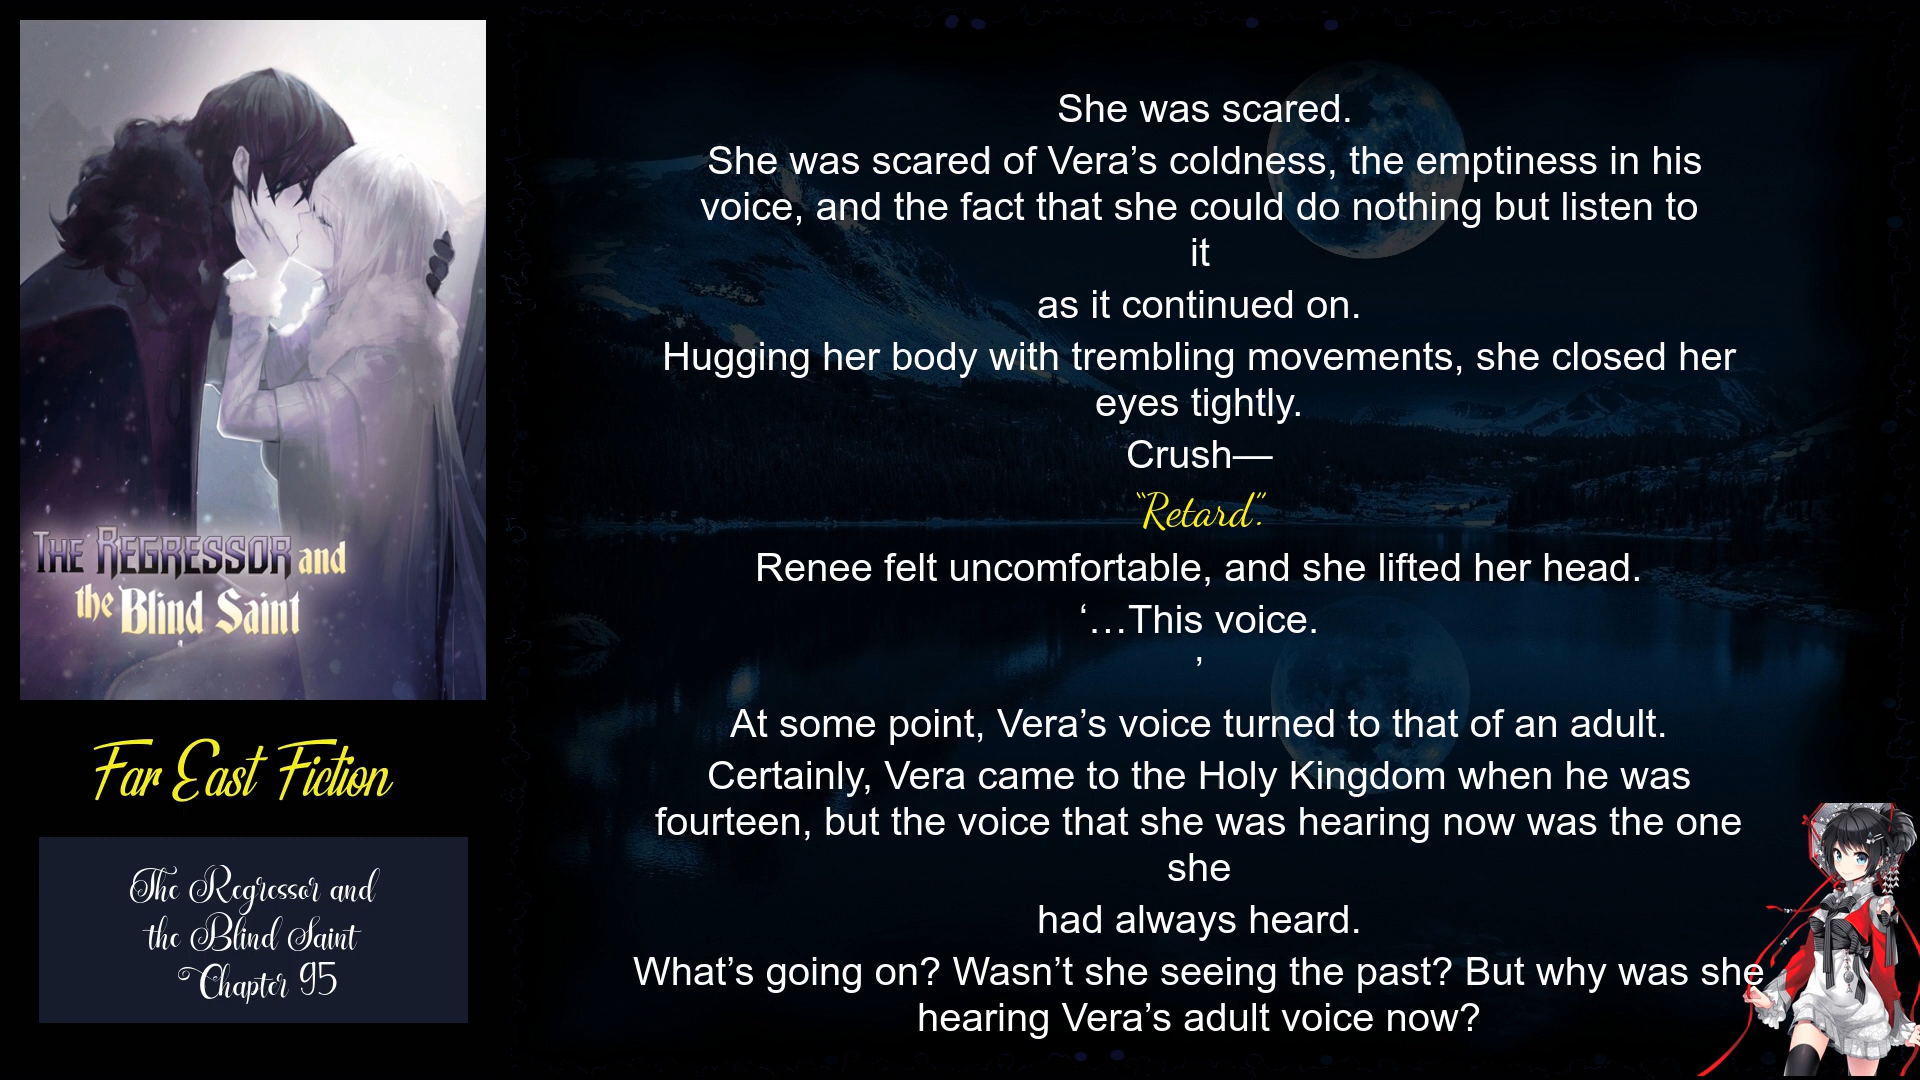 The Regressor and
the Blind Saint
Far East Fiction
The Regressor and
the Blind Saint
Chapter 95
She was scared.
She was scared of Vera’s coldness, the emptiness in his
voice, and the fact that she could do nothing but listen to
it
as it continued on.
Hugging her body with trembling movements, she closed her
eyes tightly.
Crush—
“Retard”.
Renee felt uncomfortable, and she lifted her head.
‘…This voice.
’
At some point, Vera’s voice turned to that of an adult.
Certainly, Vera came to the Holy Kingdom when he was
fourteen, but the voice that she was hearing now was the one
she
had always heard.
What’s going on? Wasn’t she seeing the past? But why was she
hearing Vera’s adult voice now?